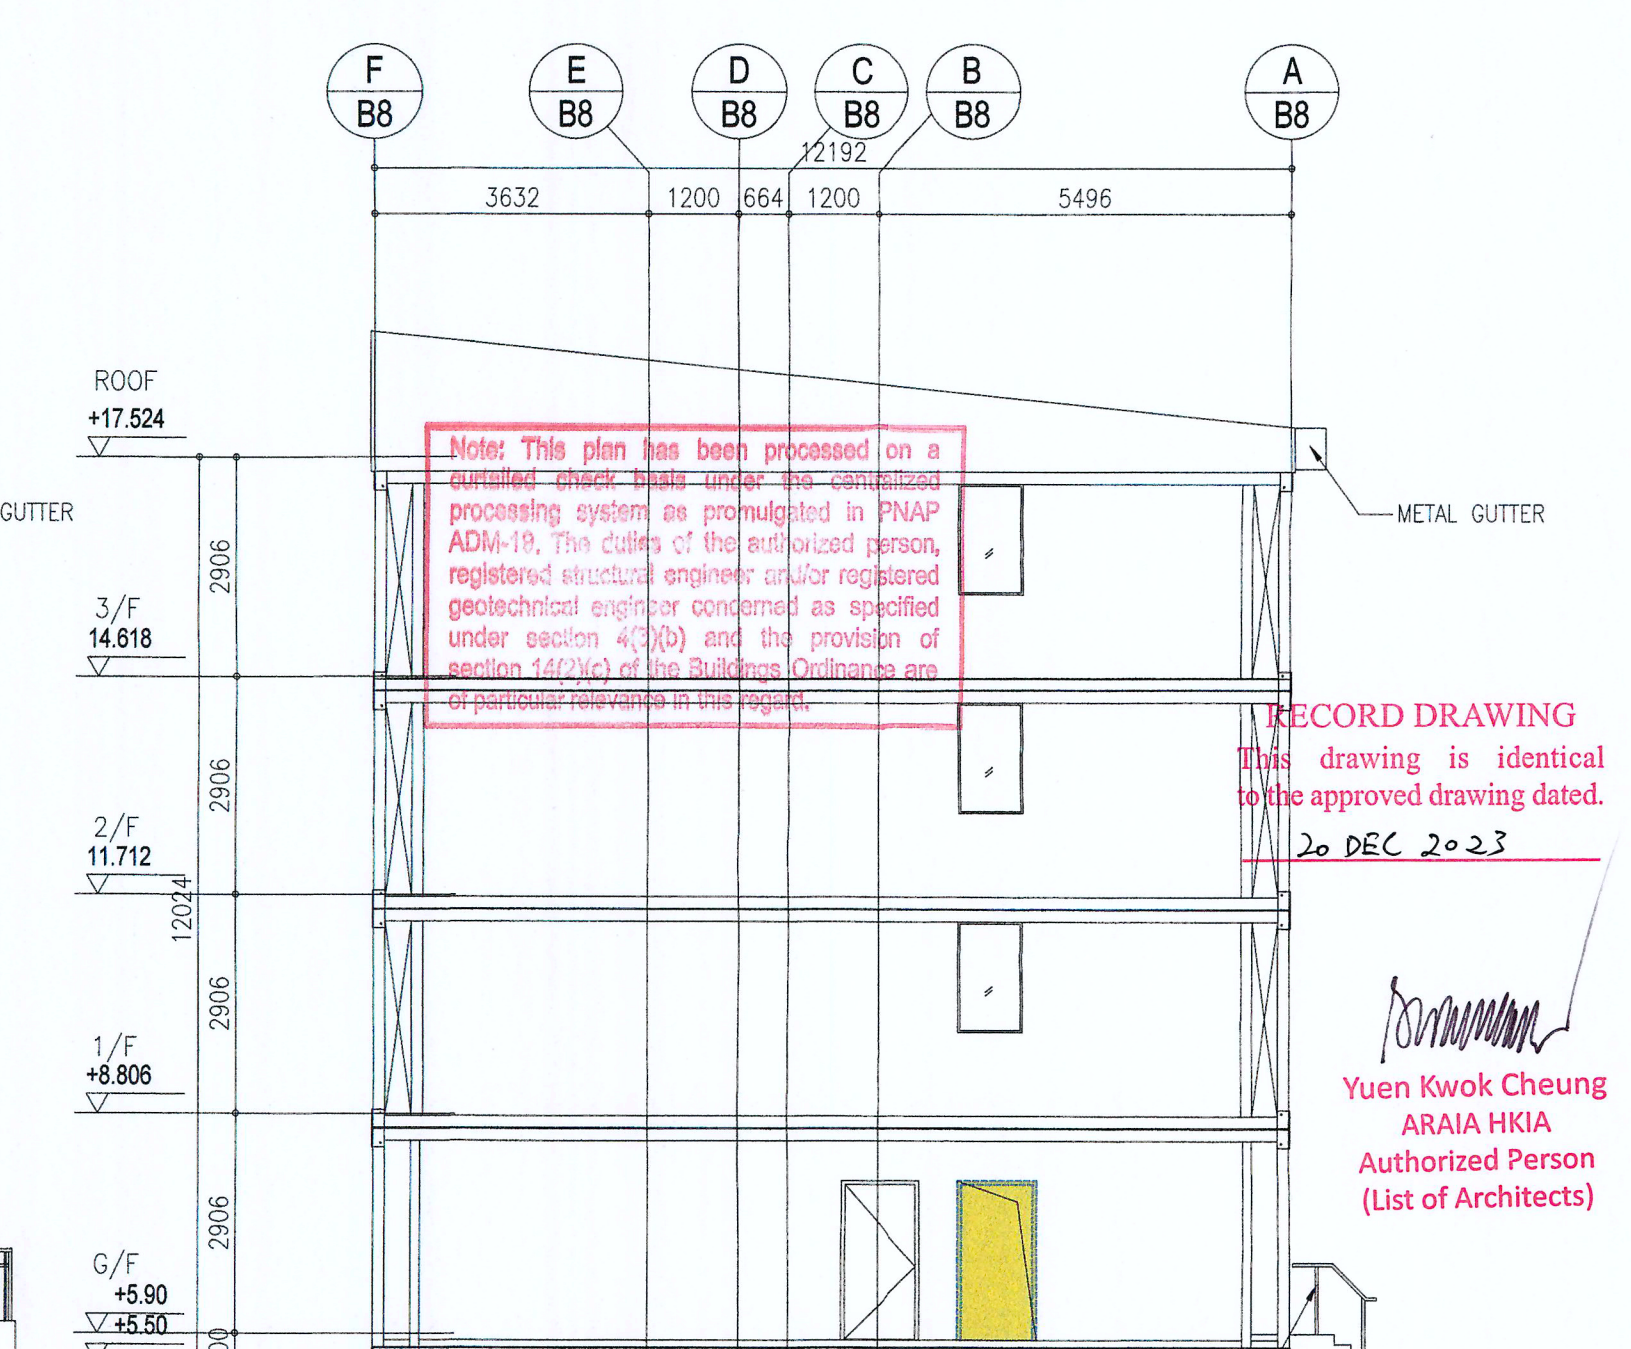 F
B8
E
B8
D
B8
C
B8
B
B8
A
B8
12192
3632
1200
664
1200
5496
ROOF
+17.524
GUTTER
METAL GUTTER
Note: This plan has been processed on a
curtailed check basis under the centralized
processing system as promulgated in PNAP
ADM-19. The duties of the authorized person,
registered structural engineer and/or registered
geotechnical engineer concerned as specified
under section 4(3)(b) and the provision of
section 14(2)(c) of the Buildings Ordinance are
of particular relevance in this regard.
2906
3/F
14.618
RECORD DRAWING
This drawing is identical
to the approved drawing dated.
20 DEC 2023
2906
2/F
11.712
12024
2906
1/F
+8.806
Yuen Kwok Cheung
ARAIA HKIA
Authorized Person
(List of Architects)
2906
G/F
+5.90
+5.50